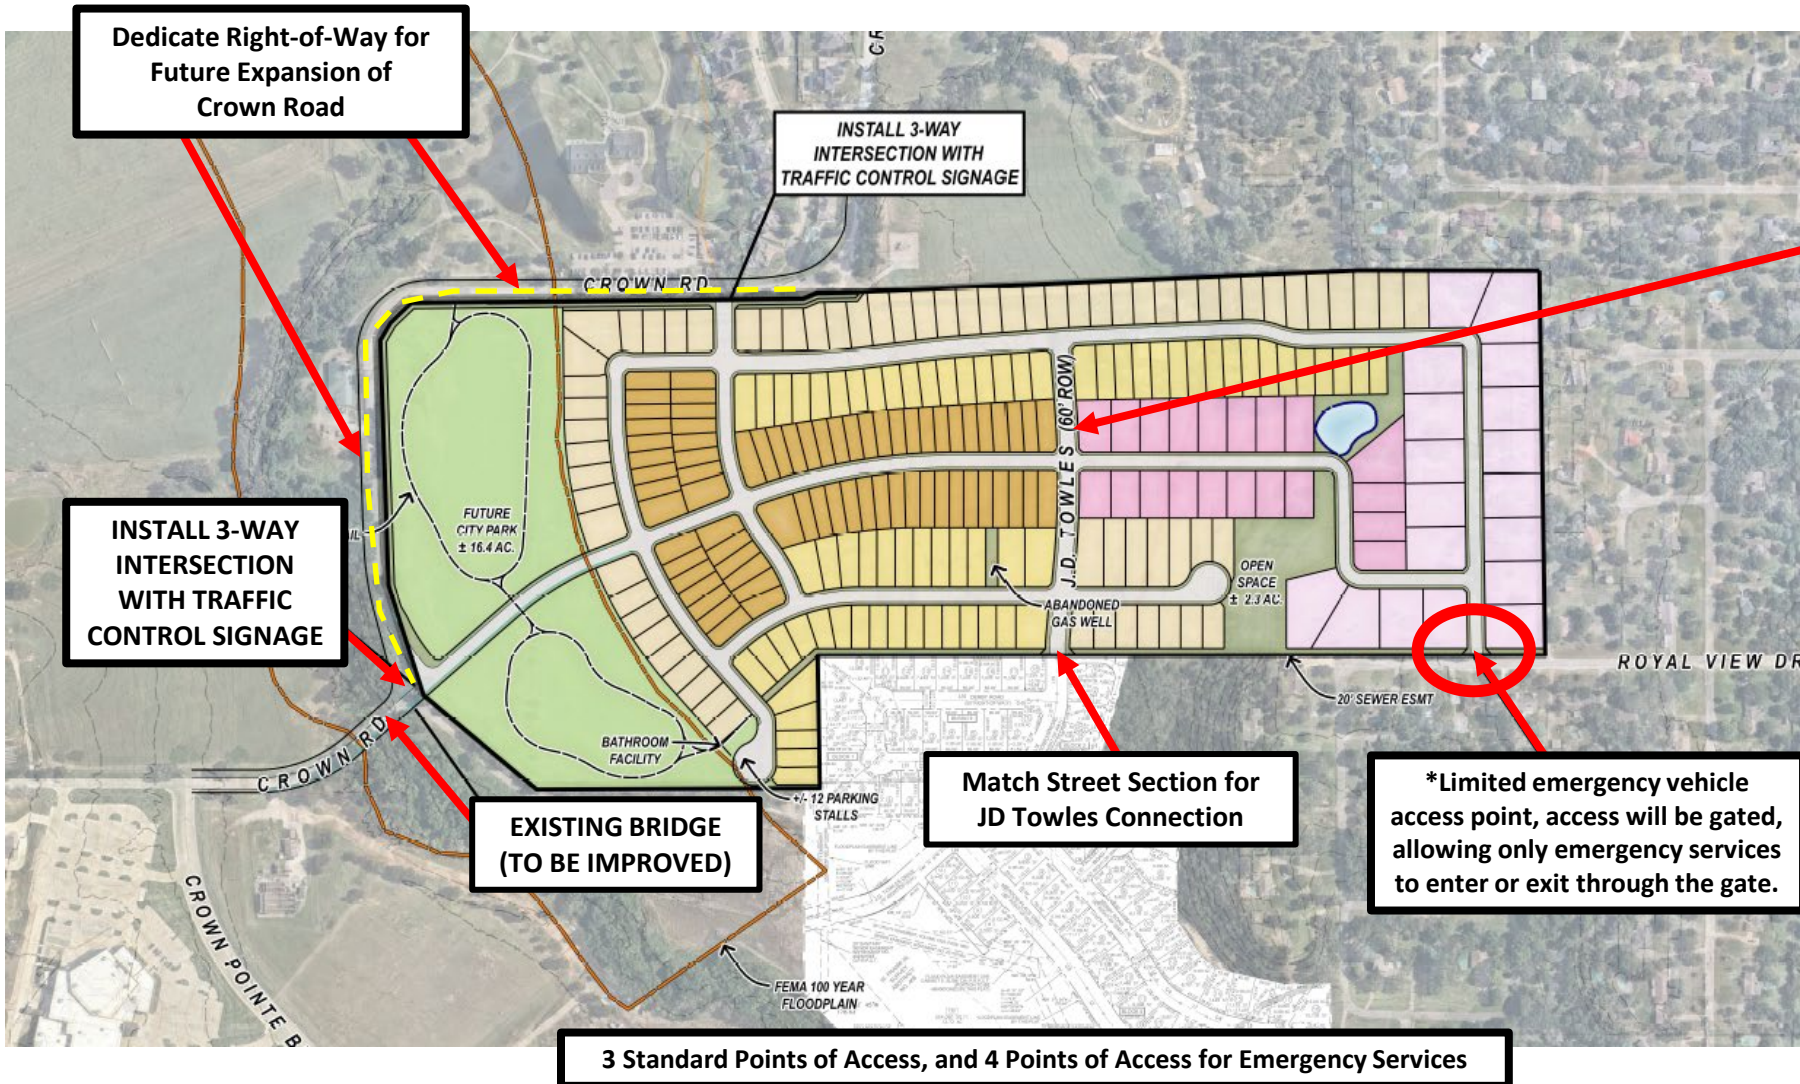 Dedicate Right-of-Way for
Future Expansion of
Crown Road
INSTALL 3-WAY
INTERSECTION WITH
TRAFFIC CONTROL SIGNAGE
CROWN RD
J.D. TOWLES (60' ROW)
INSTALL 3-WAY
INTERSECTION
WITH TRAFFIC
CONTROL SIGNAGE
FUTURE
CITY PARK
± 16.4 AC.
OPEN
SPACE
± 2.3 AC.
ABANDONED
GAS WELL
ROYAL VIEW DR
20' SEWER ESMT
CROWN RD
BATHROOM
FACILITY
+/- 12 PARKING
STALLS
EXISTING BRIDGE
(TO BE IMPROVED)
Match Street Section for
JD Towles Connection
*Limited emergency vehicle
access point, access will be gated,
allowing only emergency services
to enter or exit through the gate.
CROWN POINTE B
FEMA 100 YEAR
FLOODPLAIN
3 Standard Points of Access, and 4 Points of Access for Emergency Services